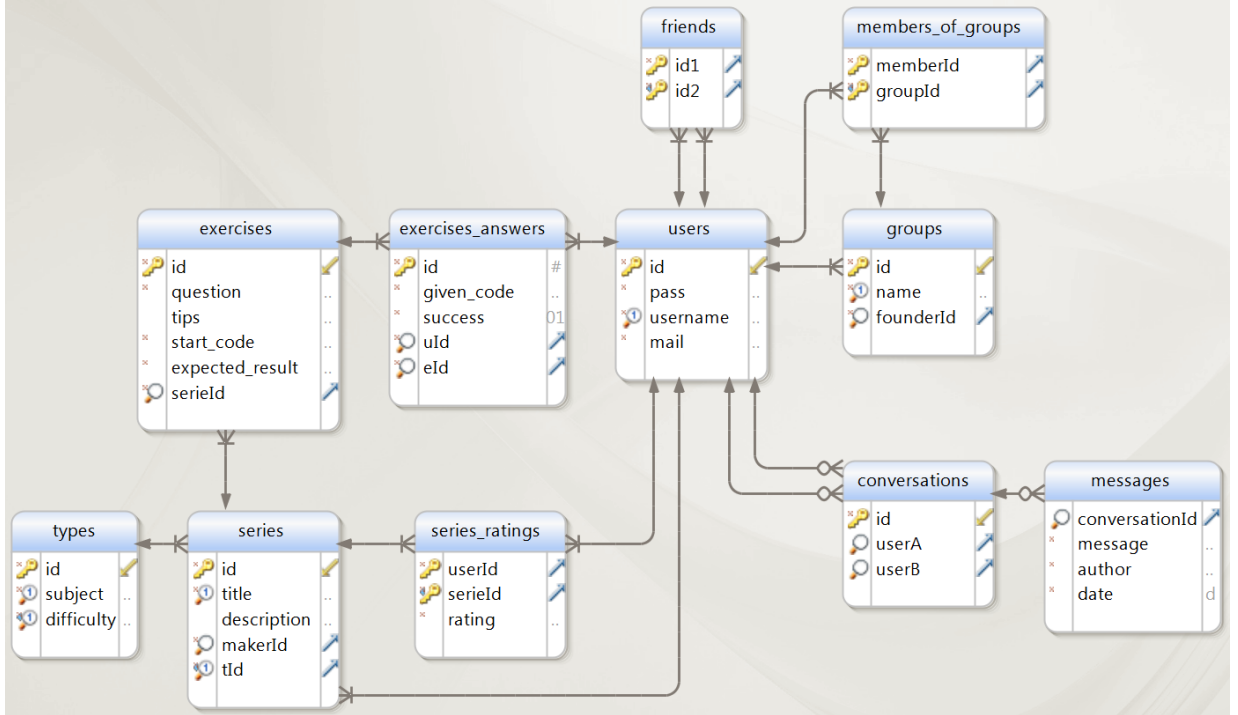 friends
id1
id2
members_of_groups
memberId
groupId
exercises
id
question
tips
start_code
expected_result
serieId
exercises_answers
id #
given_code
success 01
uId
eId
users
id
pass
username
mail
groups
id
name
founderId
types
id
subject
difficulty
series
id
title
description
makerId
tId
series_ratings
userId
serieId
rating
conversations
id
userA
userB
messages
conversationId
message
author
date d